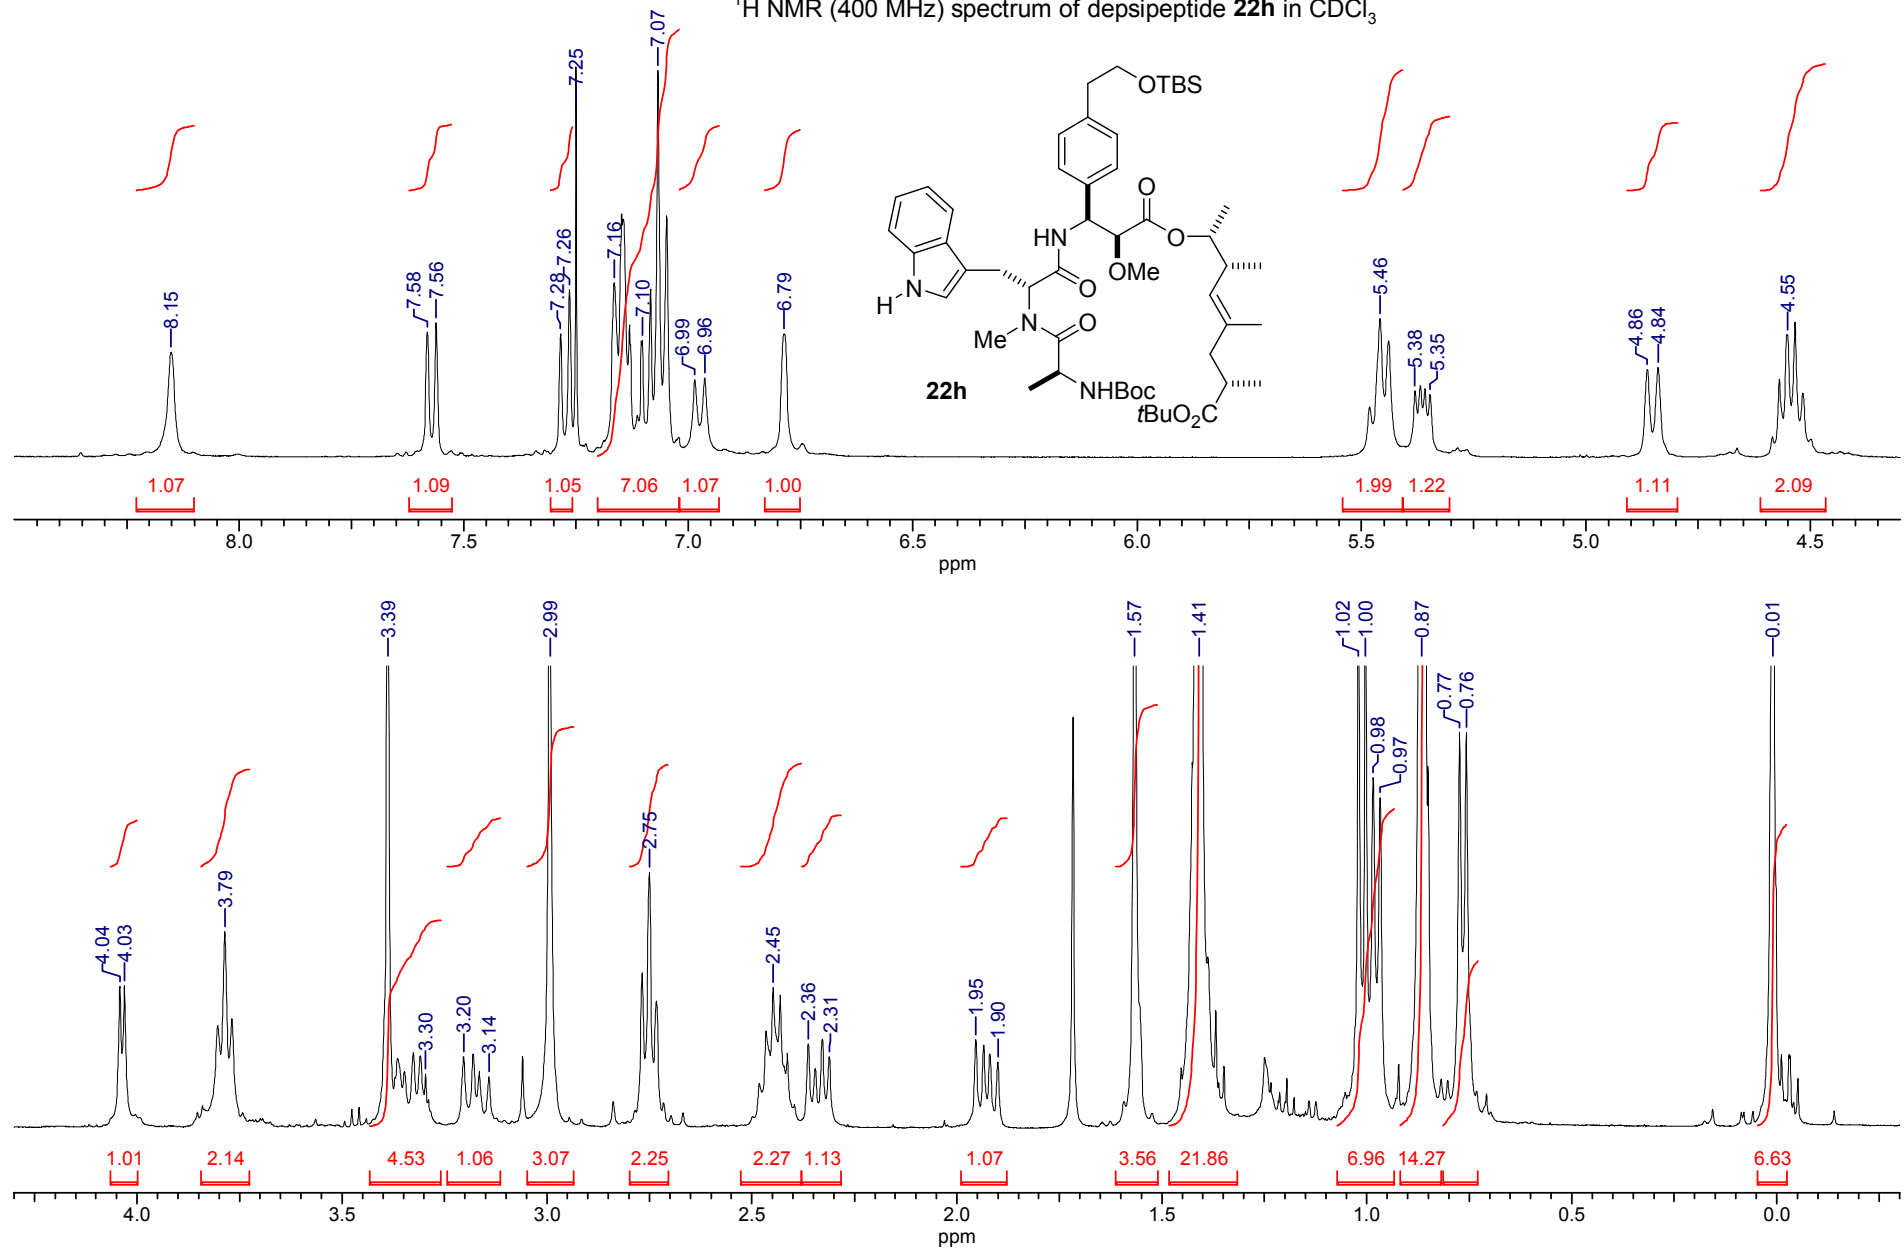 ¹H NMR (400 MHz) spectrum of depsipeptide 22h in CDCl₃
7.07
7.25
OTBS
O
HN
O
OMe
O
N
H
N
Me
O
NHBoc
tBuO₂C
22h
8.15
7.58
7.56
7.28
7.26
7.16
7.10
6.99
6.96
6.79
5.46
5.38
5.35
4.86
4.84
4.55
1.07 1.09 1.05 7.06 1.07 1.00 1.99 1.22 1.11 2.09
8.0 7.5 7.0 6.5 6.0 5.5 5.0 4.5
ppm
4.04
4.03
3.79
3.39
3.30
3.20
3.14
2.99
2.75
2.45
2.36
2.31
1.95
1.90
1.57
1.41
1.02
1.00
0.98
0.97
0.87
0.77
0.76
0.01
1.01 2.14 4.53 1.06 3.07 2.25 2.27 1.13 1.07 3.56 21.86 6.96 14.27 6.63
4.0 3.5 3.0 2.5 2.0 1.5 1.0 0.5 0.0
ppm